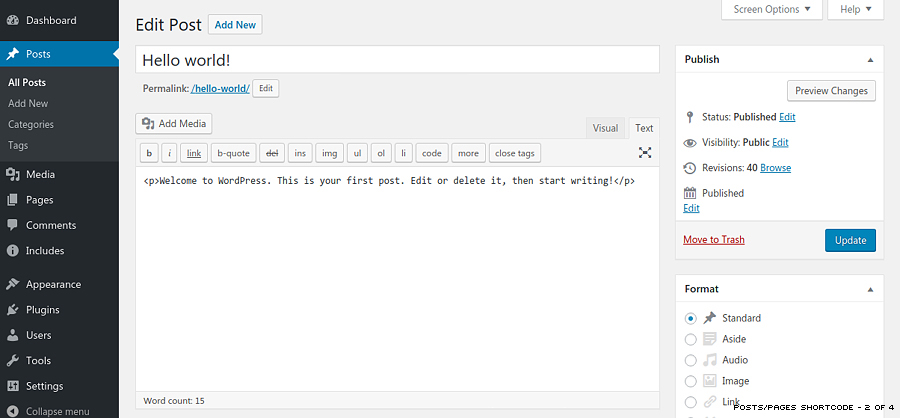 Dashboard
Posts
All Posts
Add New
Categories
Tags
Media
Pages
Comments
Includes
Appearance
Plugins
Users
Tools
Settings
Collapse menu
Screen Options
Help
Edit Post
Add New
Hello world!
Permalink: /hello-world/ Edit
Add Media
Visual
Text
b i link b-quote del ins img ul ol li code more close tags
<p>Welcome to WordPress. This is your first post. Edit or delete it, then start writing!</p>
Word count: 15
Publish
Preview Changes
Status: Published Edit
Visibility: Public Edit
Revisions: 40 Browse
Published
Edit
Move to Trash
Update
Format
Standard
Aside
Audio
Image
Link
POSTS/PAGES SHORTCODE - 2 OF 4